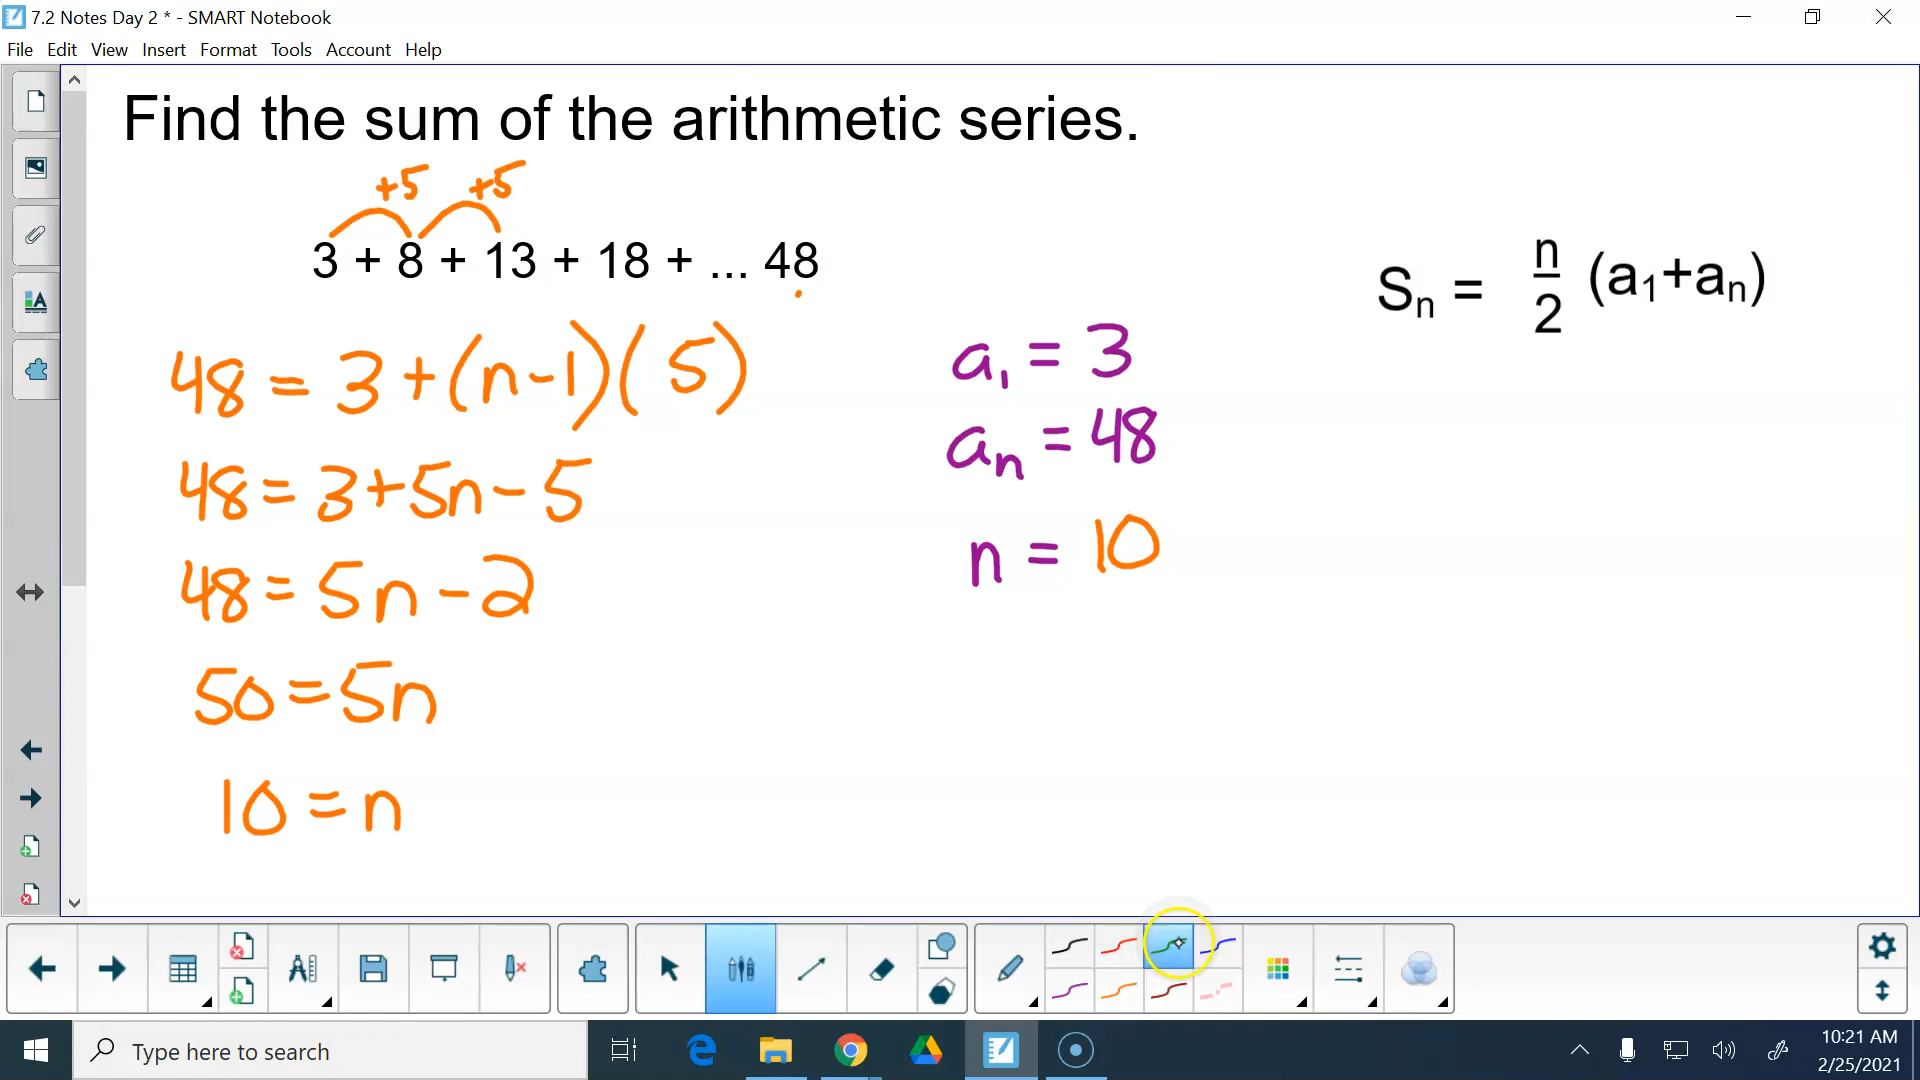 7.2 Notes Day 2 * - SMART Notebook
File Edit View Insert Format Tools Account Help
Find the sum of the arithmetic series.
+5 +5
3 + 8 + 13 + 18 + ... 48
Sₙ = n/2 (a₁+aₙ)
48 = 3 + (n-1)(5)
a₁ = 3
48 = 3+5n-5
aₙ = 48
48 = 5n-2
n = 10
50 = 5n
10 = n
Type here to search
10:21 AM
2/25/2021